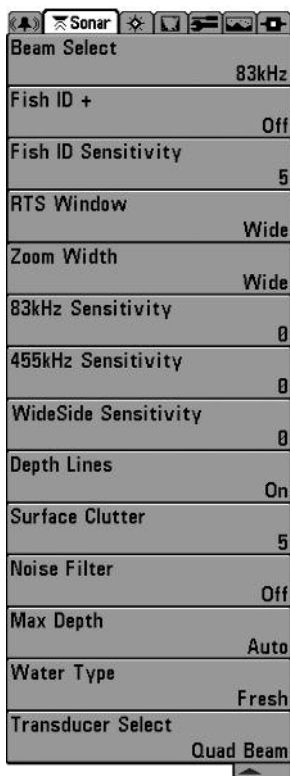 Sonar
Beam Select
83kHz
Fish ID +
Off
Fish ID Sensitivity
5
RTS Window
Wide
Zoom Width
Wide
83kHz Sensitivity
0
455kHz Sensitivity
0
WideSide Sensitivity
0
Depth Lines
On
Surface Clutter
5
Noise Filter
Off
Max Depth
Auto
Water Type
Fresh
Transducer Select
Quad Beam